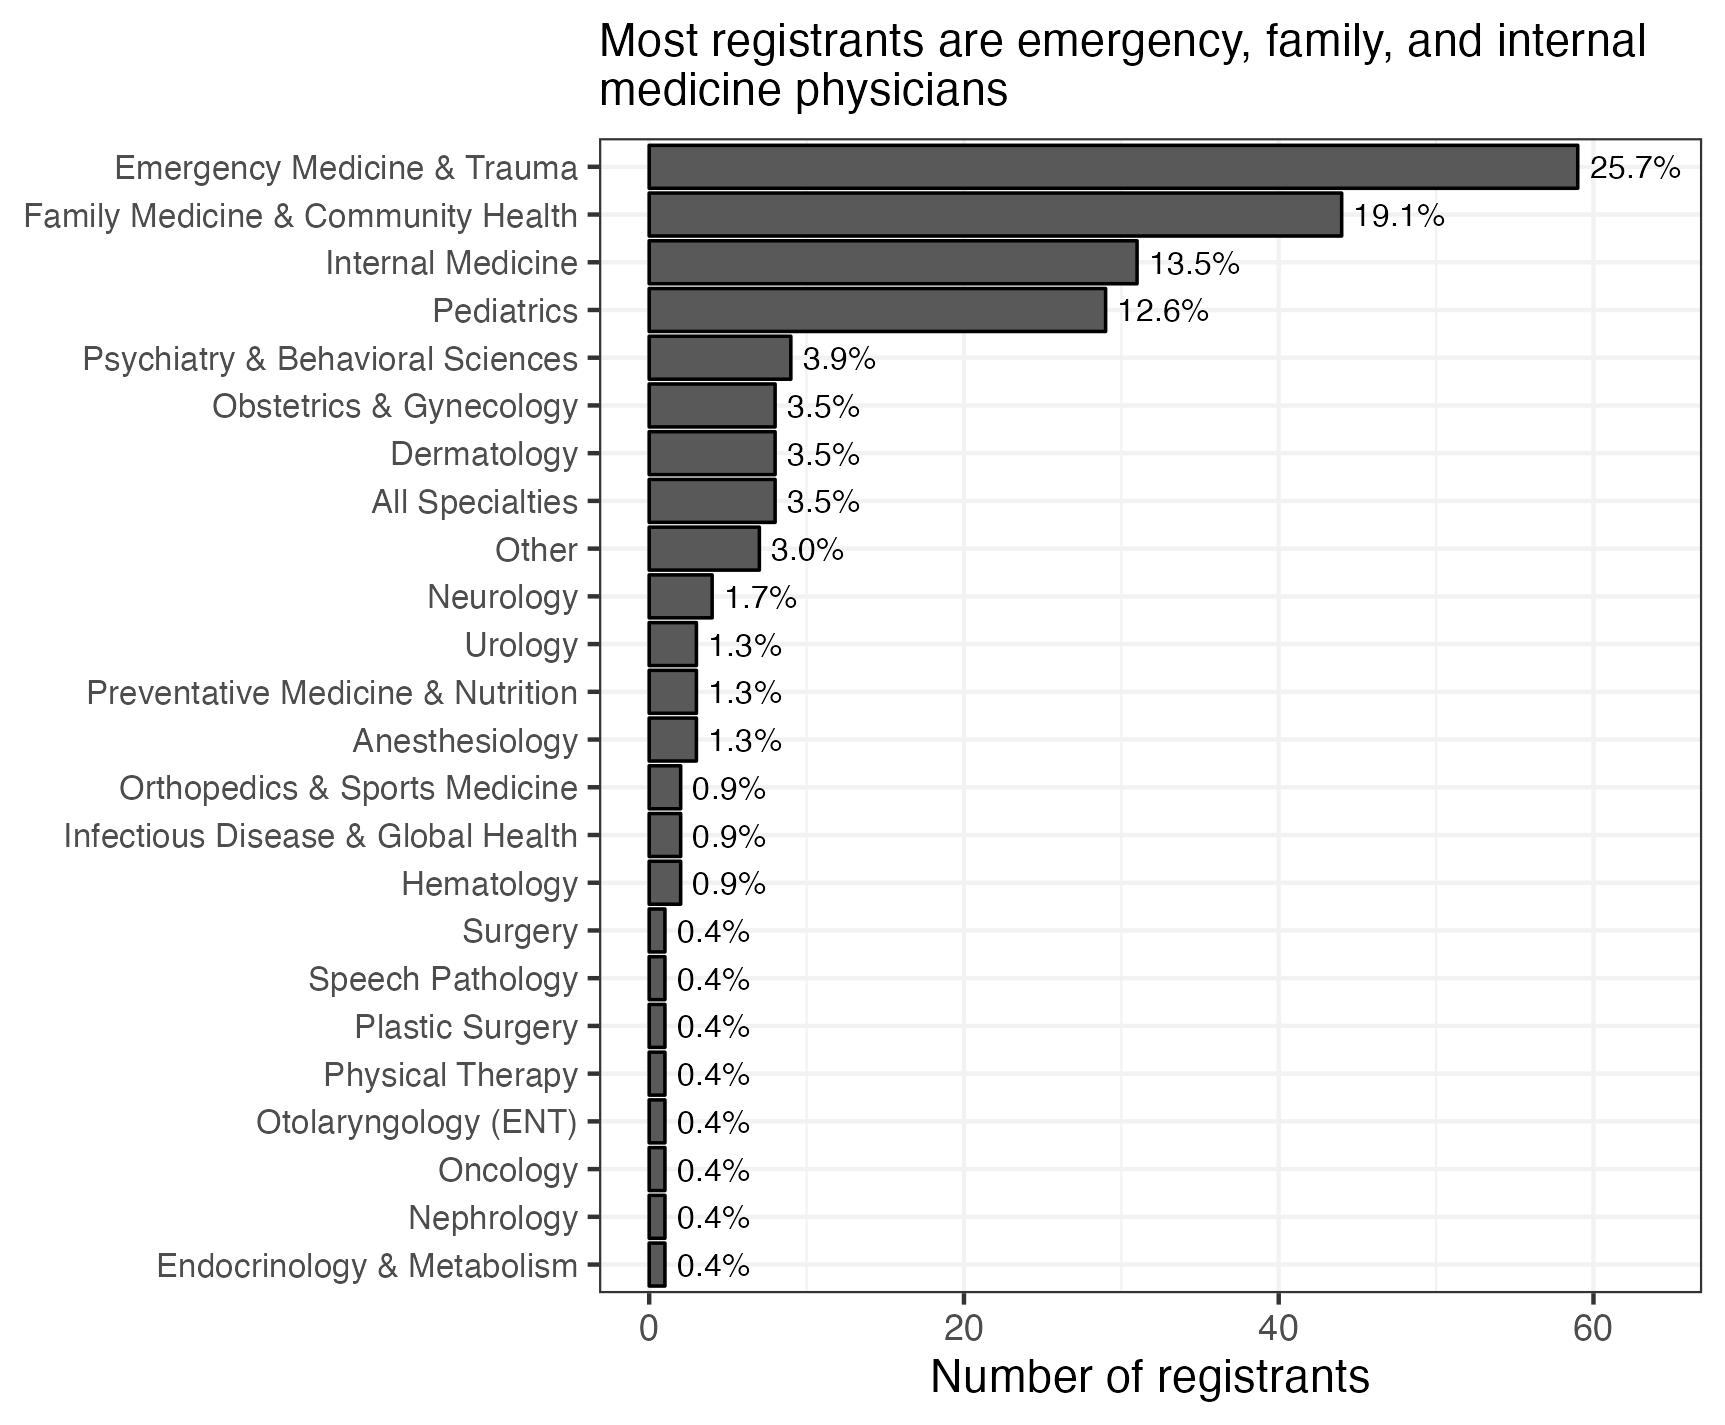 Most registrants are emergency, family, and internal
medicine physicians
Emergency Medicine & Trauma 25.7%
Family Medicine & Community Health 19.1%
Internal Medicine 13.5%
Pediatrics 12.6%
Psychiatry & Behavioral Sciences 3.9%
Obstetrics & Gynecology 3.5%
Dermatology 3.5%
All Specialties 3.5%
Other 3.0%
Neurology 1.7%
Urology 1.3%
Preventative Medicine & Nutrition 1.3%
Anesthesiology 1.3%
Orthopedics & Sports Medicine 0.9%
Infectious Disease & Global Health 0.9%
Hematology 0.9%
Surgery 0.4%
Speech Pathology 0.4%
Plastic Surgery 0.4%
Physical Therapy 0.4%
Otolaryngology (ENT) 0.4%
Oncology 0.4%
Nephrology 0.4%
Endocrinology & Metabolism 0.4%
0 20 40 60
Number of registrants